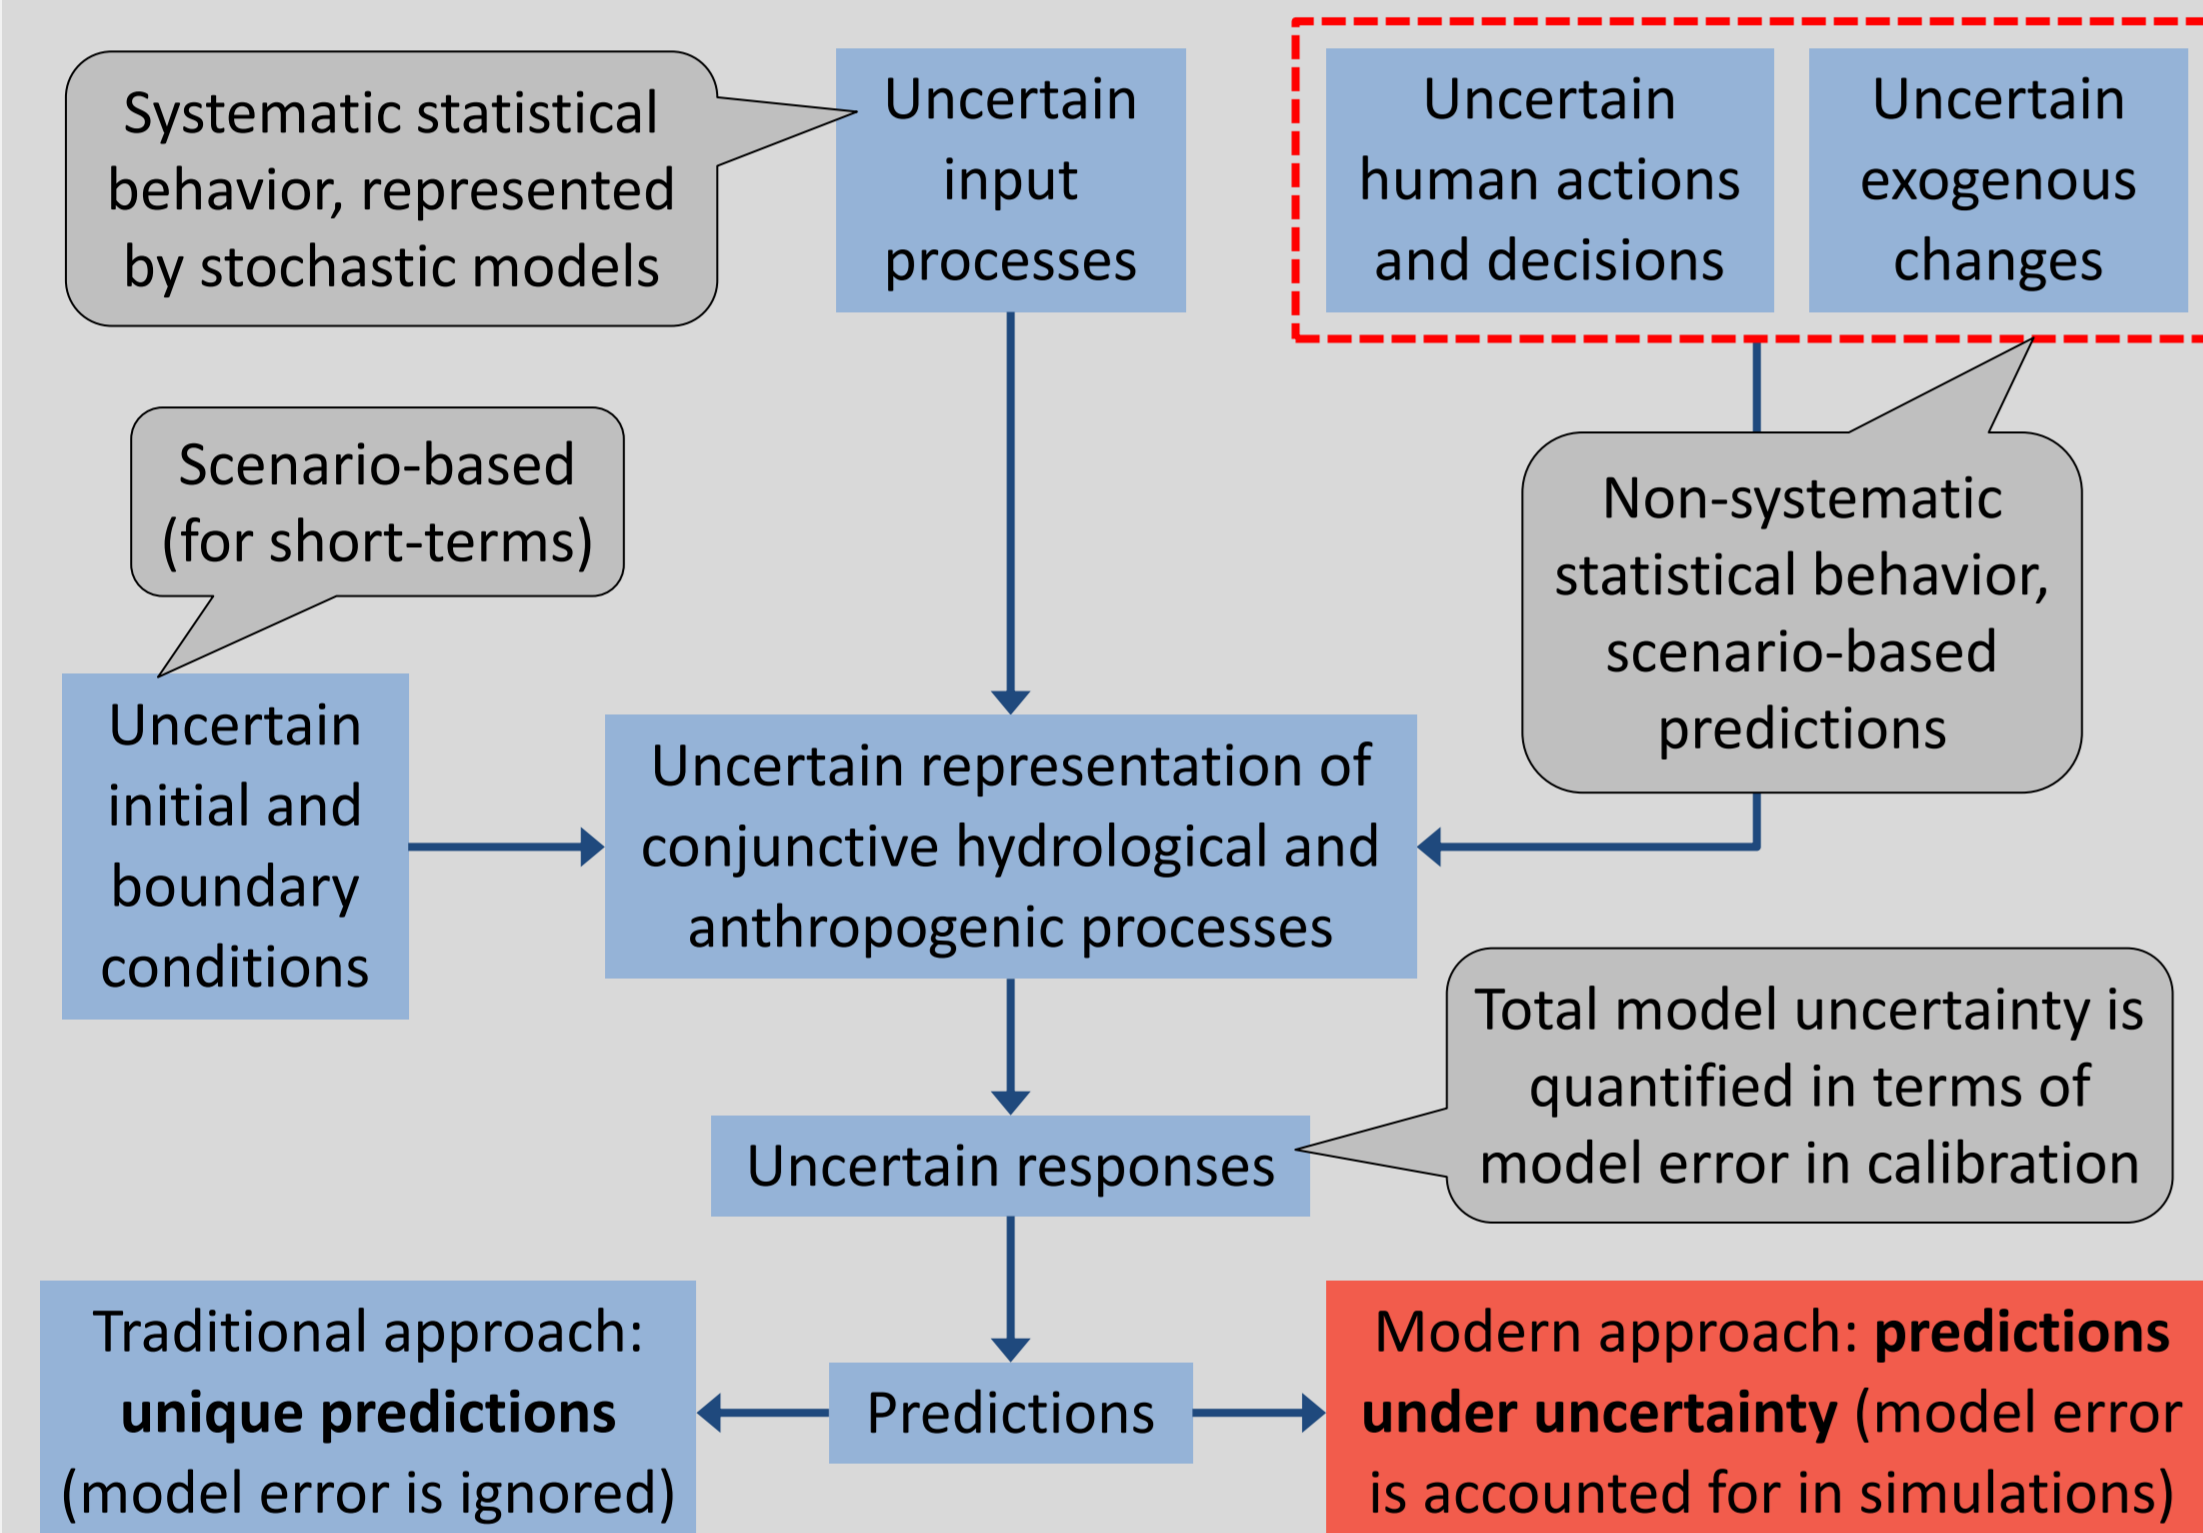 Systematic statistical
behavior, represented
by stochastic models
Uncertain
input
processes
Uncertain
human actions
and decisions
Uncertain
exogenous
changes
Scenario-based
(for short-terms)
Non-systematic
statistical behavior,
scenario-based
predictions
Uncertain
initial and
boundary
conditions
Uncertain representation of
conjunctive hydrological and
anthropogenic processes
Total model uncertainty is
quantified in terms of
model error in calibration
Uncertain responses
Traditional approach:
unique predictions
(model error is ignored)
Predictions
Modern approach: predictions
under uncertainty (model error
is accounted for in simulations)